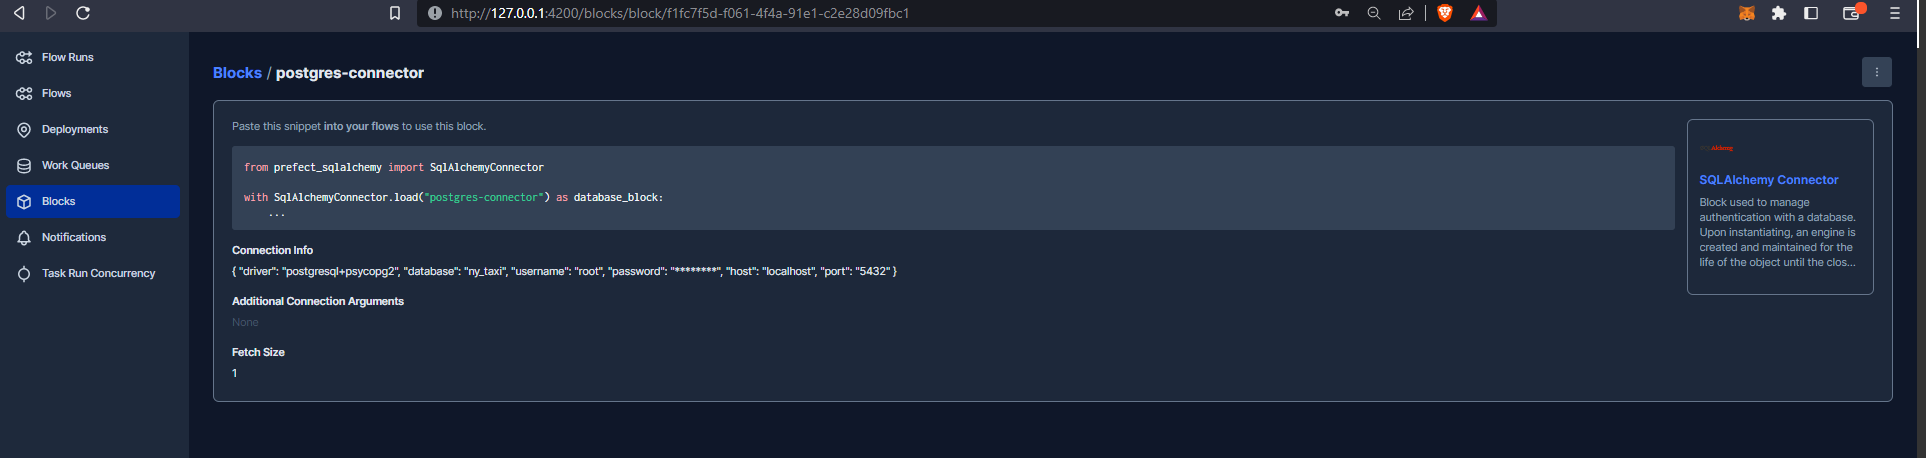 http://127.0.0.1:4200/blocks/block/f1fc7f5d-f061-4f4a-91e1-c2e28d09fbc1
Flow Runs
Flows
Deployments
Work Queues
Blocks
Notifications
Task Run Concurrency
Blocks / postgres-connector
Paste this snippet into your flows to use this block.
from prefect_sqlalchemy import SqlAlchemyConnector
with SqlAlchemyConnector.load("postgres-connector") as database_block:
...
Connection Info
{ "driver": "postgresql+psycopg2", "database": "ny_taxi", "username": "root", "password": "********", "host": "localhost", "port": "5432" }
Additional Connection Arguments
None
Fetch Size
1
SQLAlchemy Connector
Block used to manage
authentication with a database.
Upon instantiating, an engine is
created and maintained for the
life of the object until the clos...